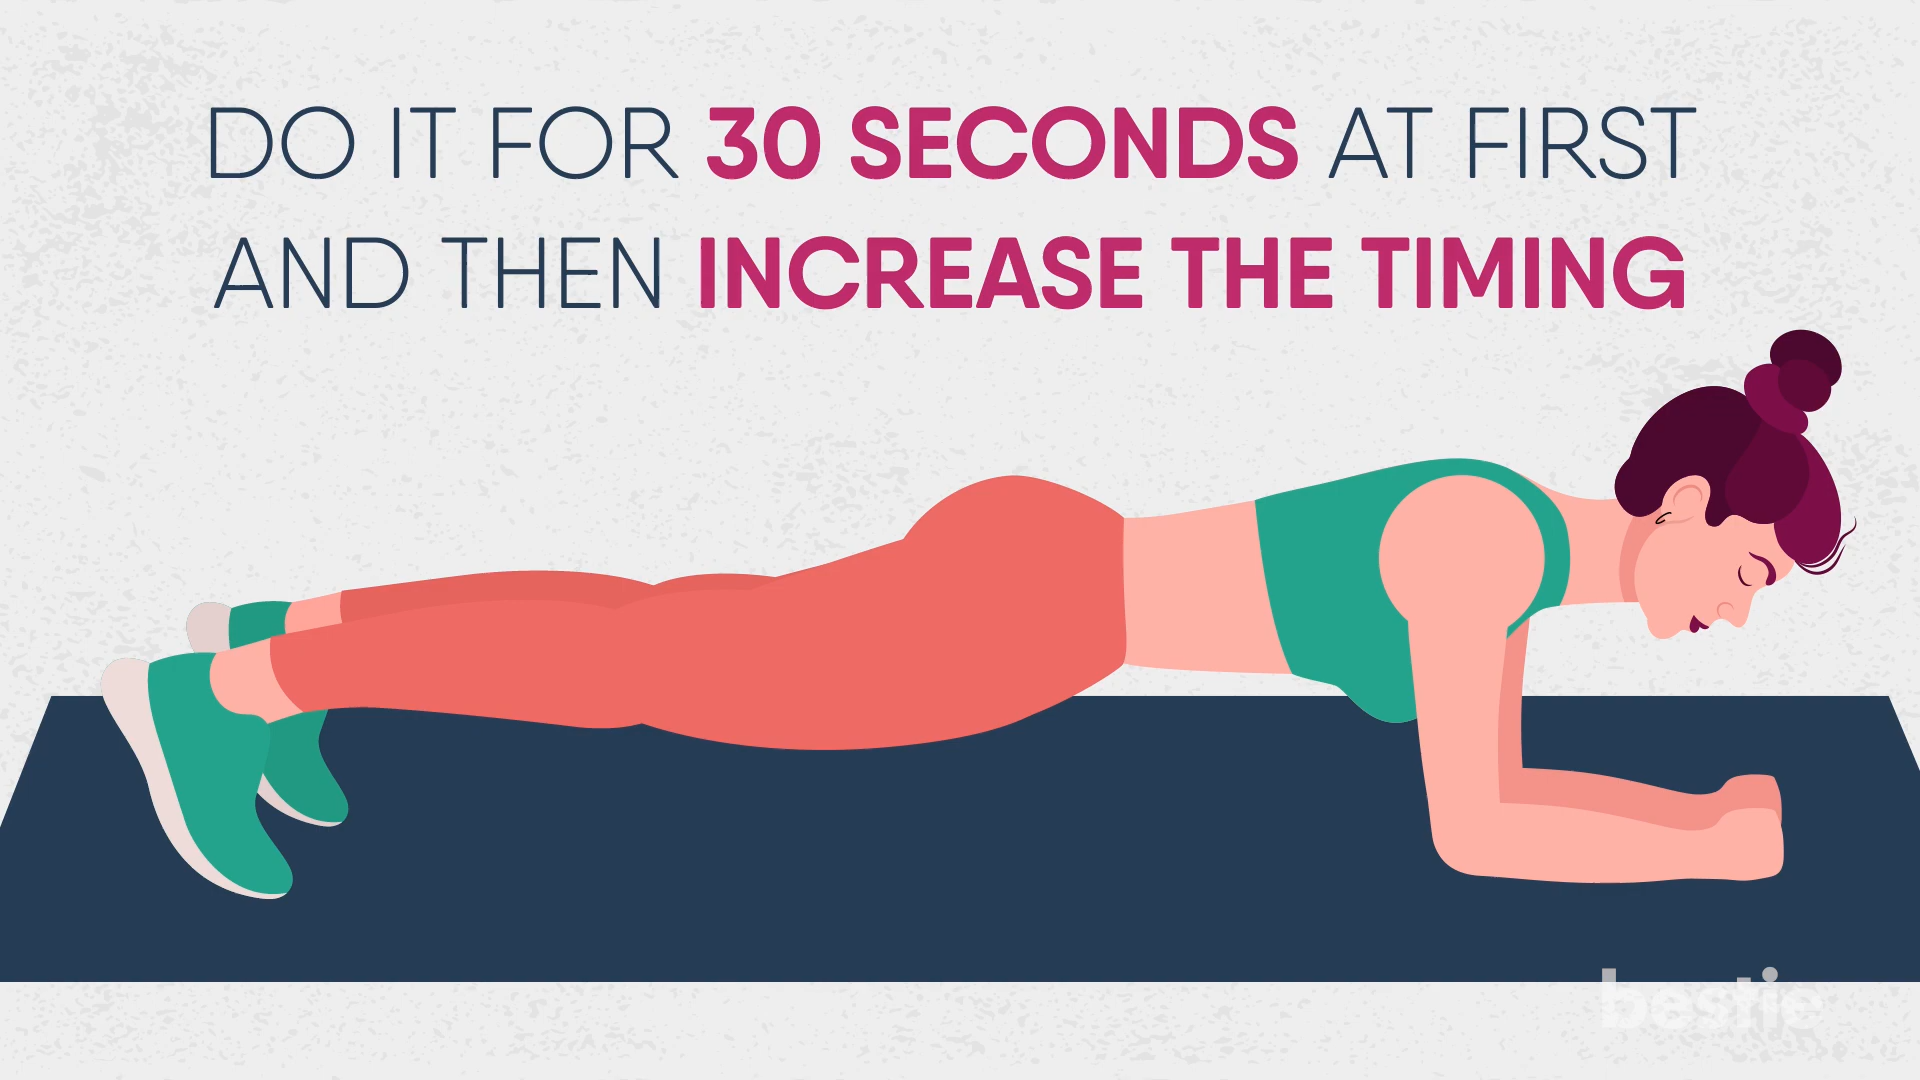 DO IT FOR 30 SECONDS AT FIRST
AND THEN INCREASE THE TIMING
bestie